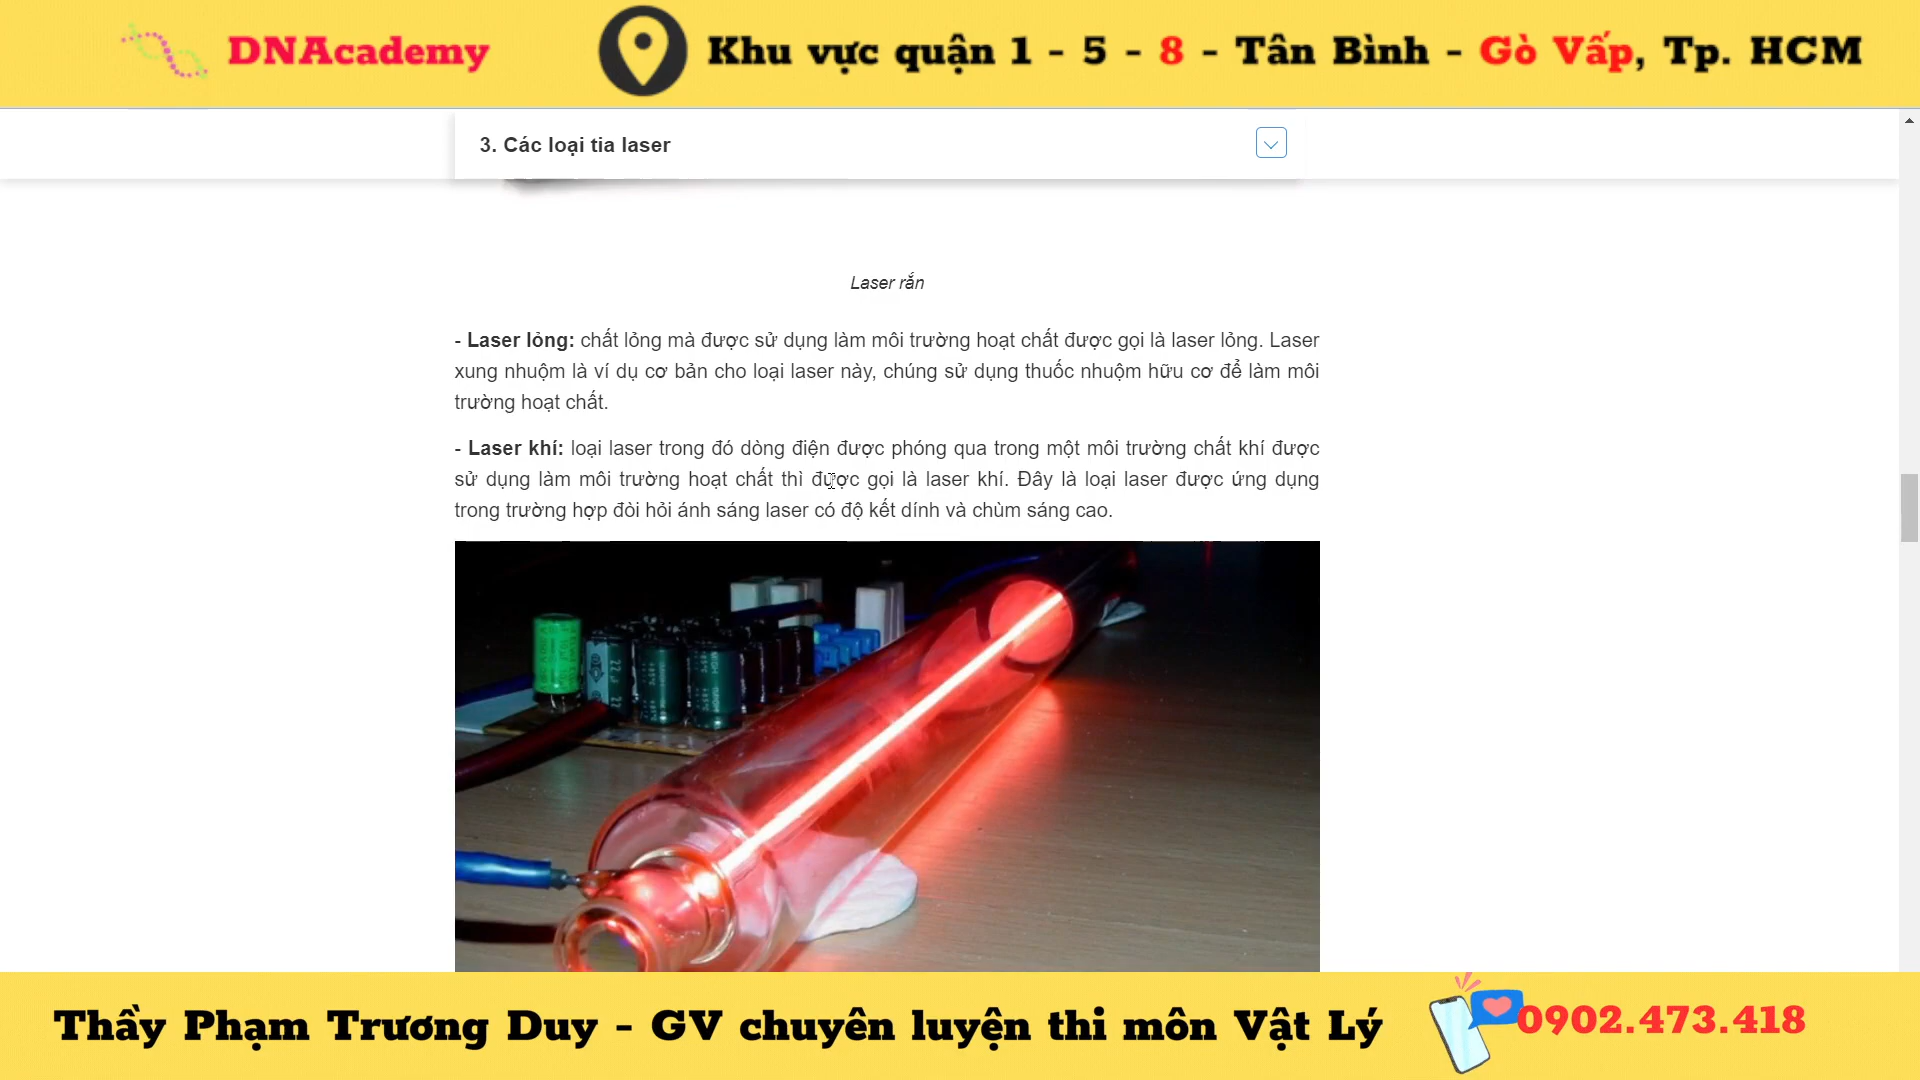 DNAcademy
Khu vực quận 1 - 5 - 8 - Tân Bình - Gò Vấp, Tp. HCM
3. Các loại tia laser
Laser rắn
- Laser lỏng: chất lỏng mà được sử dụng làm môi trường hoạt chất được gọi là laser lỏng. Laser
xung nhuộm là ví dụ cơ bản cho loại laser này, chúng sử dụng thuốc nhuộm hữu cơ để làm môi
trường hoạt chất.
- Laser khí: loại laser trong đó dòng điện được phóng qua trong một môi trường chất khí được
sử dụng làm môi trường hoạt chất thì được gọi là laser khí. Đây là loại laser được ứng dụng
trong trường hợp đòi hỏi ánh sáng laser có độ kết dính và chùm sáng cao.
Thầy Phạm Trương Duy - GV chuyên luyện thi môn Vật Lý
0902.473.418